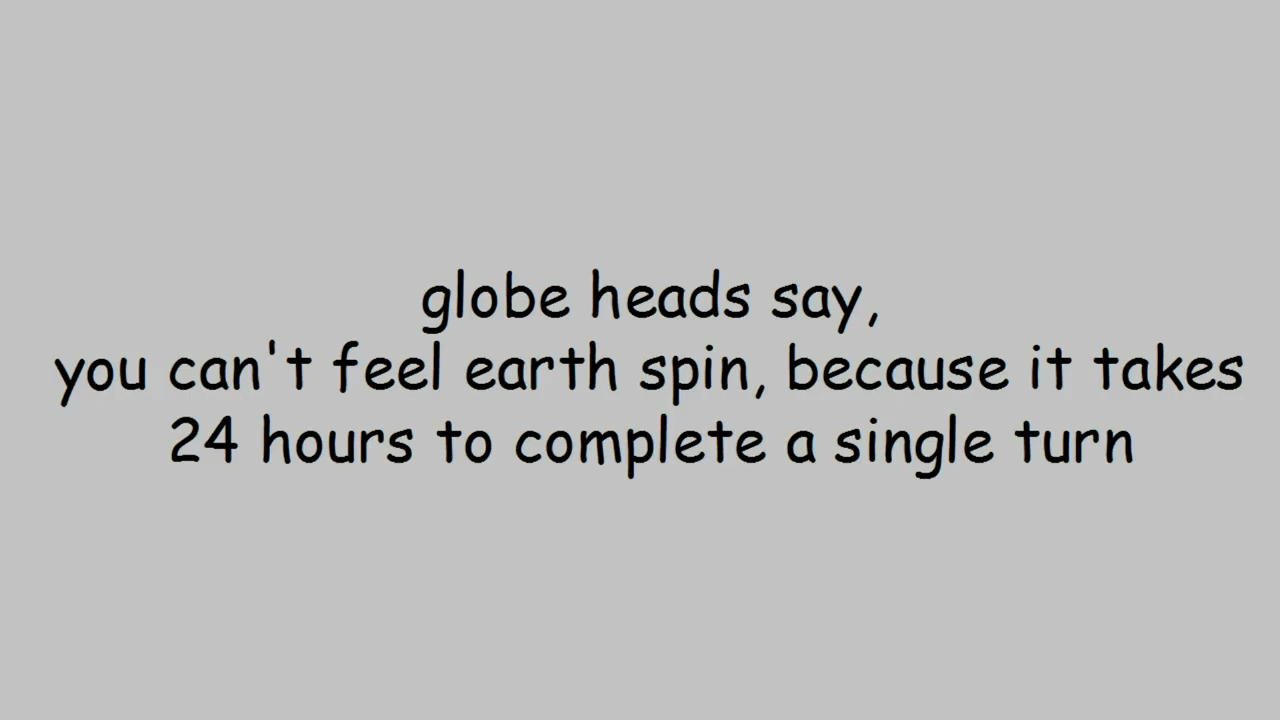 globe heads say,
you can't feel earth spin, because it takes
24 hours to complete a single turn